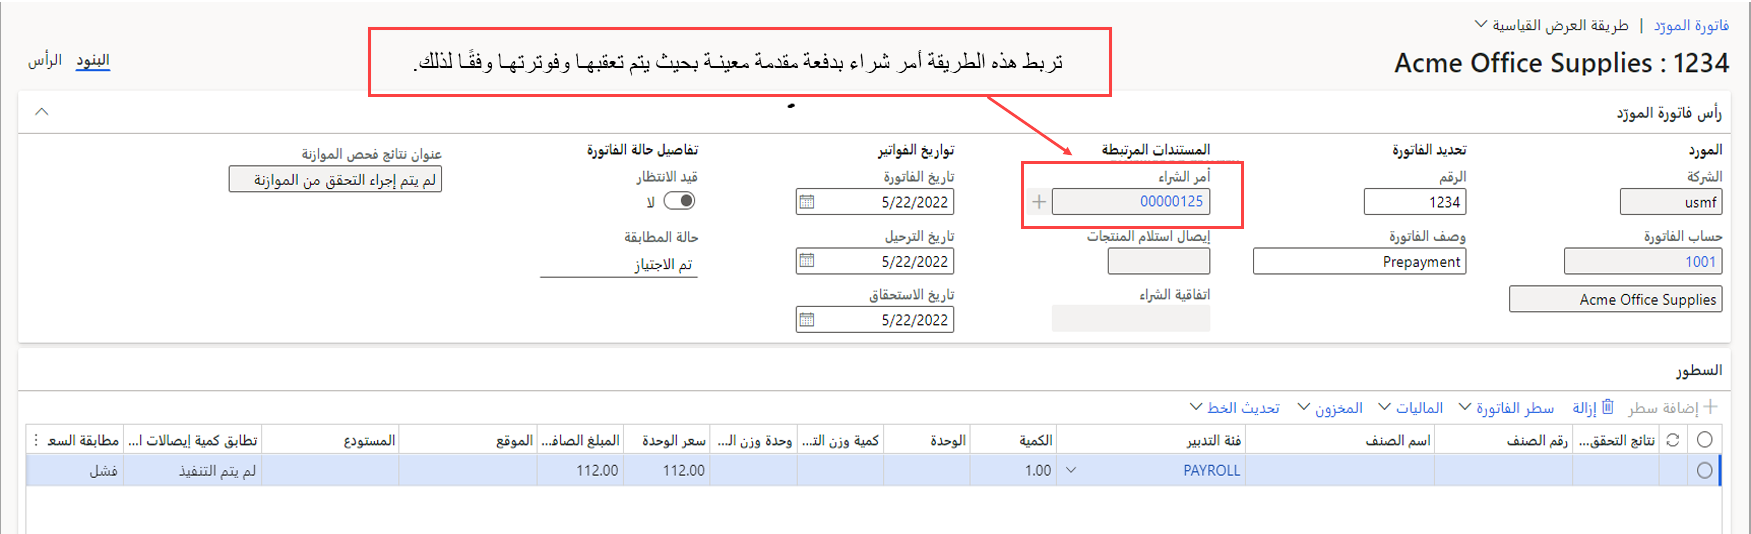 فاتورة المورّد | طريقة العرض القياسية
Acme Office Supplies : 1234
البنود
الرأس
تربط هذه الطريقة أمر شراء بدفعة مقدمة معينة بحيث يتم تعقبها وفوترتها وفقًا لذلك.
رأس فاتورة المورّد
المورد
الشركة
usmf
حساب الفاتورة
1001
Acme Office Supplies
تحديد الفاتورة
الرقم
1234
وصف الفاتورة
Prepayment
المستندات المرتبطة
أمر الشراء
00000125
إيصال استلام المنتجات
اتفاقية الشراء
تواريخ الفواتير
تاريخ الفاتورة
5/22/2022
تاريخ الترحيل
5/22/2022
تاريخ الاستحقاق
5/22/2022
تفاصيل حالة الفاتورة
قيد الانتظار
لا
حالة المطابقة
تم الاجتياز
عنوان نتائج فحص الموازنة
لم يتم إجراء التحقق من الموازنة
السطور
إضافة سطر إزالة سطر الفاتورة الماليات المخزون تحديث الخط
نتائج التحقق... رقم الصنف اسم الصنف فئة التدبير الكمية الوحدة كمية وزن الت... وحدة وزن ال... سعر الوحدة المبلغ الصافـ... الموقع المستودع تطابق كمية إيصالات ا... مطابقة السعـ
PAYROLL 1.00 112.00 112.00 لم يتم التنفيذ فشل